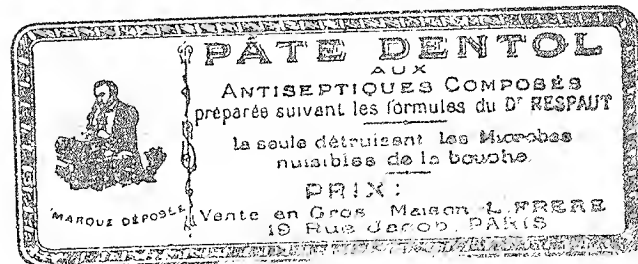 PÂTE DENTOL
AUX
ANTISEPTIQUES COMPOSÉS
préparée suivant les formules du Dr RESPAUT
la seule détruisant les Microbes
nuisibles de la bouche.
PRIX :
Vente en Gros, Maison L. FRERE
19 Rue Jacob, PARIS
MARQUE DÉPOSÉE